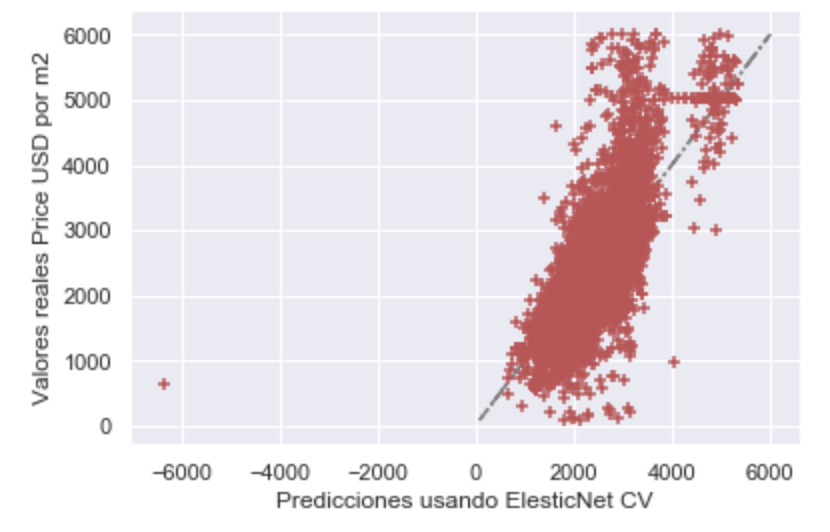 Valores reales Price USD por m2
6000
5000
4000
3000
2000
1000
0
−6000 −4000 −2000 0 2000 4000 6000
Predicciones usando ElesticNet CV